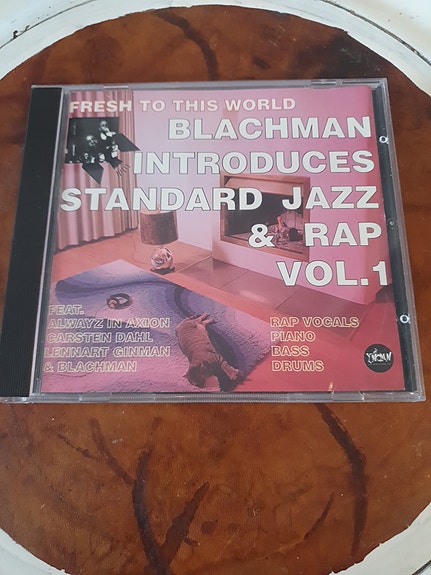 FRESH TO THIS WORLD
BLACHMAN
INTRODUCES
STANDARD JAZZ
& RAP
VOL.1
FEAT.
ALWAYZ IN AXION RAP VOCALS
CARSTEN DAHL PIANO
LENNART GINMAN BASS
& BLACHMAN DRUMS